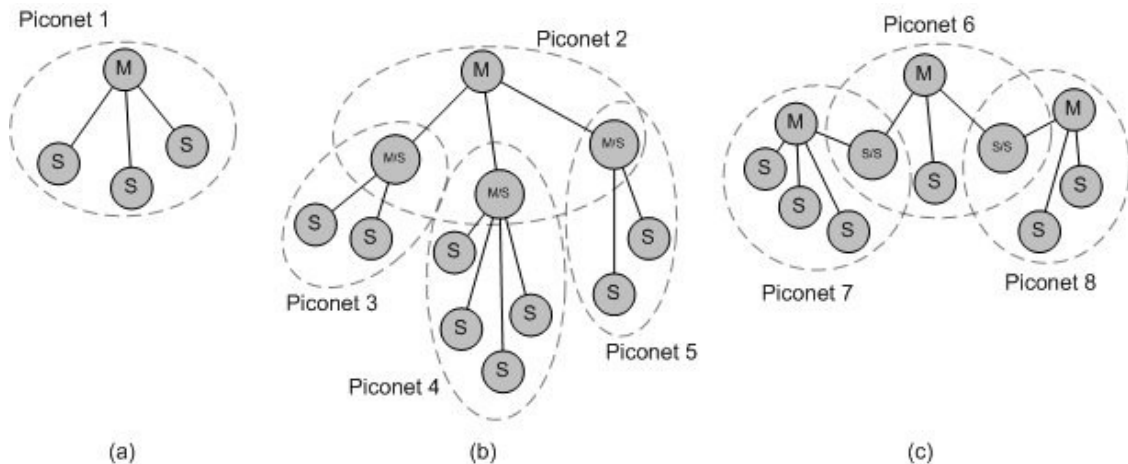 Piconet 1
M
S
S
S
(a)
Piconet 2
M
M/S
M/S
M/S
S
S
S
S
S
S
S
S
Piconet 3
Piconet 4
Piconet 5
(b)
Piconet 6
M
M
M
S/S
S/S
S
S
S
S
S
S
Piconet 7
Piconet 8
(c)